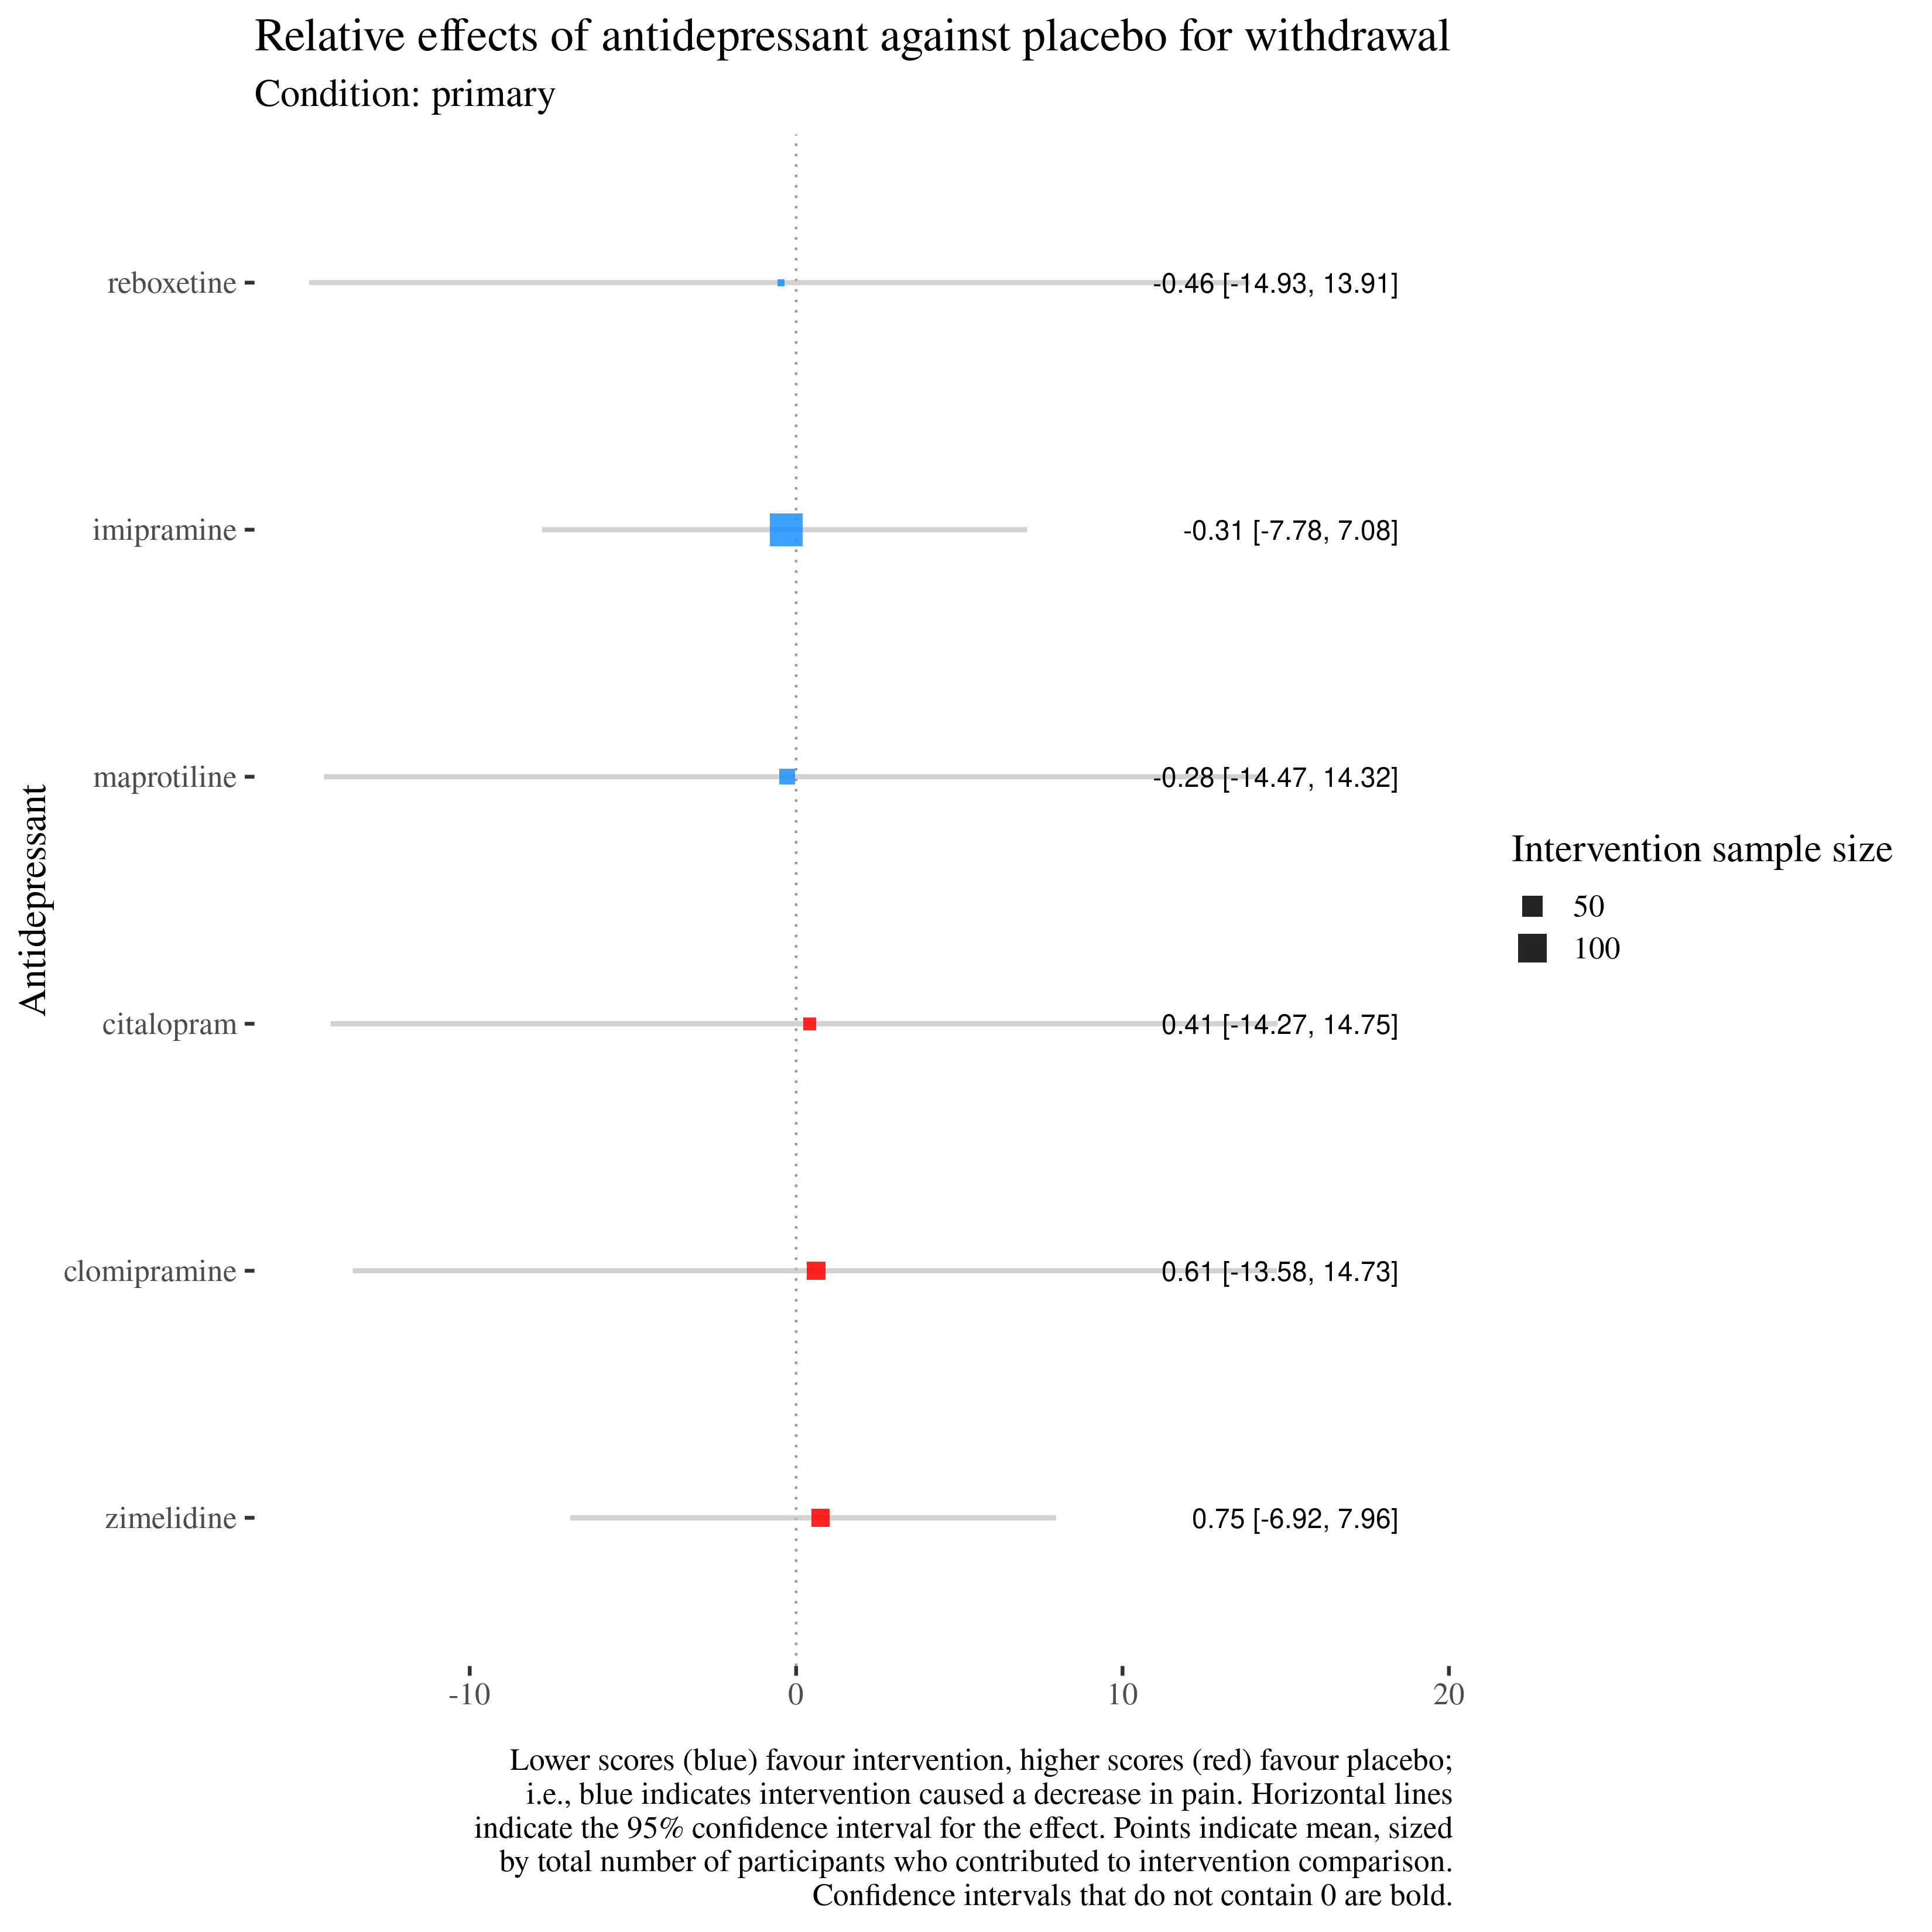 Relative effects of antidepressant against placebo for withdrawal
Condition: primary
Antidepressant
reboxetine
-0.46 [-14.93, 13.91]
imipramine
-0.31 [-7.78, 7.08]
maprotiline
-0.28 [-14.47, 14.32]
citalopram
0.41 [-14.27, 14.75]
clomipramine
0.61 [-13.58, 14.73]
zimelidine
0.75 [-6.92, 7.96]
-10 0 10 20
Intervention sample size
50
100
Lower scores (blue) favour intervention, higher scores (red) favour placebo;
i.e., blue indicates intervention caused a decrease in pain. Horizontal lines
indicate the 95% confidence interval for the effect. Points indicate mean, sized
by total number of participants who contributed to intervention comparison.
Confidence intervals that do not contain 0 are bold.